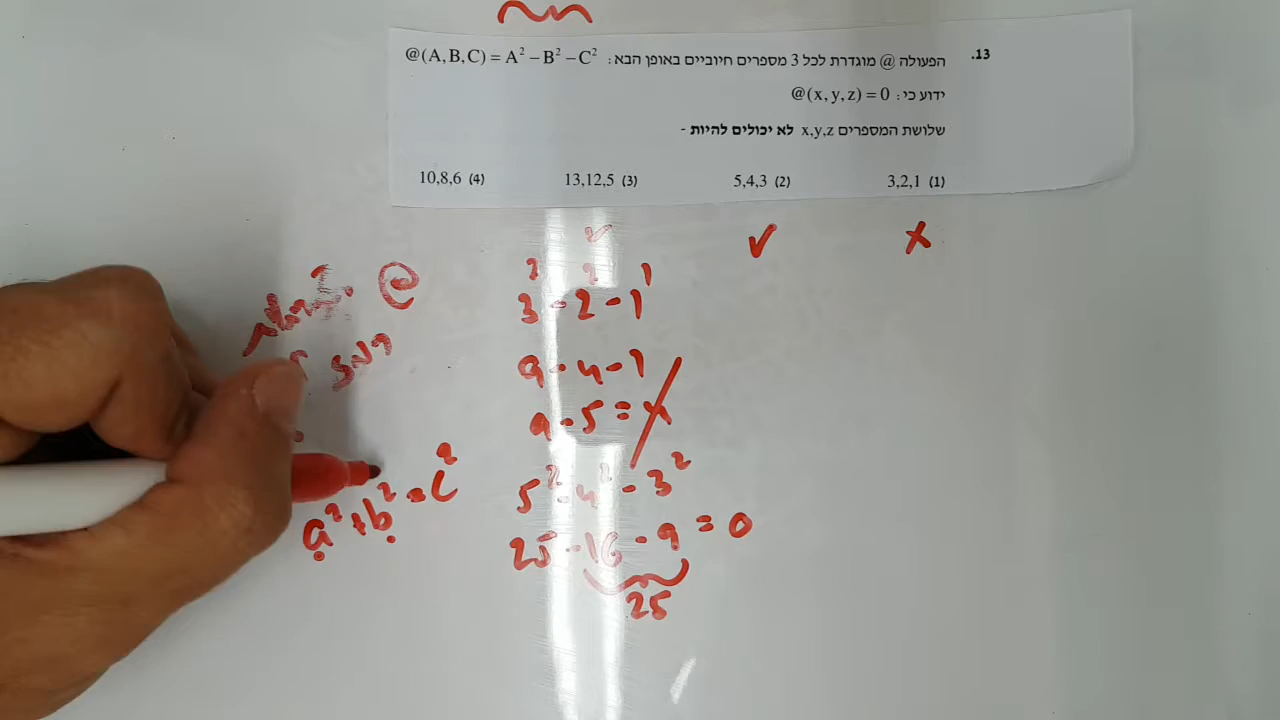 13. הפעולה @ מוגדרת לכל 3 מספרים חיוביים באופן הבא: @(A,B,C) = A² − B² − C²
ידוע כי: @(x,y,z) = 0
שלושת המספרים x,y,z לא יכולים להיות -
(1) 3,2,1 (2) 5,4,3 (3) 13,12,5 (4) 10,8,6
@
3² - 2² - 1¹
9 - 4 - 1
9 - 5 = 4
5² - 4² - 3²
25 - 16 - 9 = 0
25
a² + b² = c²